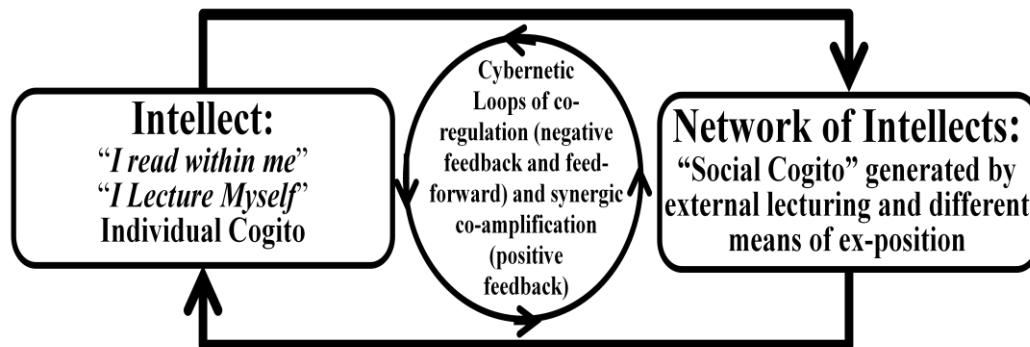 Intellect:
“I read within me”
“I Lecture Myself”
Individual Cogito
Cybernetic
Loops of co-
regulation (negative
feedback and feed-
forward) and synergic
co-amplification
(positive
feedback)
Network of Intellects:
“Social Cogito” generated by
external lecturing and different
means of ex-position